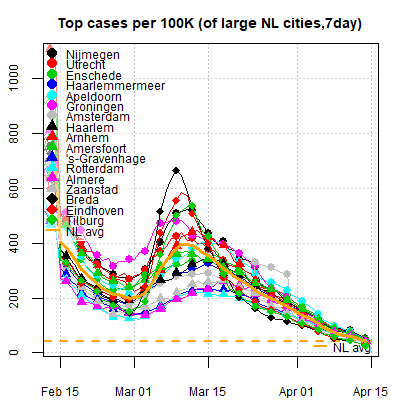 Top cases per 100K (of large NL cities,7day)
Nijmegen
Utrecht
Enschede
Haarlemmermeer
Apeldoorn
Groningen
Amsterdam
Haarlem
Arnhem
Amersfoort
's-Gravenhage
Rotterdam
Almere
Zaanstad
Breda
Eindhoven
Tilburg
NL avg
1000
800
600
400
200
0
NL avg
Feb 15
Mar 01
Mar 15
Apr 01
Apr 15